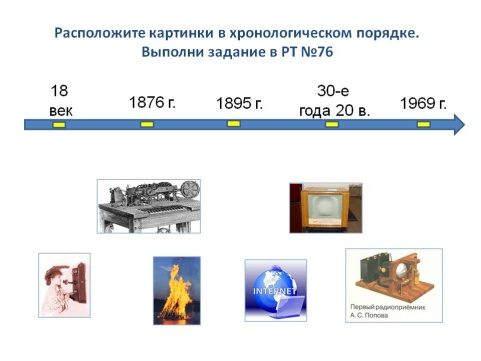 Расположите картинки в хронологическом порядке.
Выполни задание в РТ №76
18
век
1876 г.
1895 г.
30-е
года 20 в.
1969 г.
INTERNET
Первый радиоприёмник
А. С. Попова